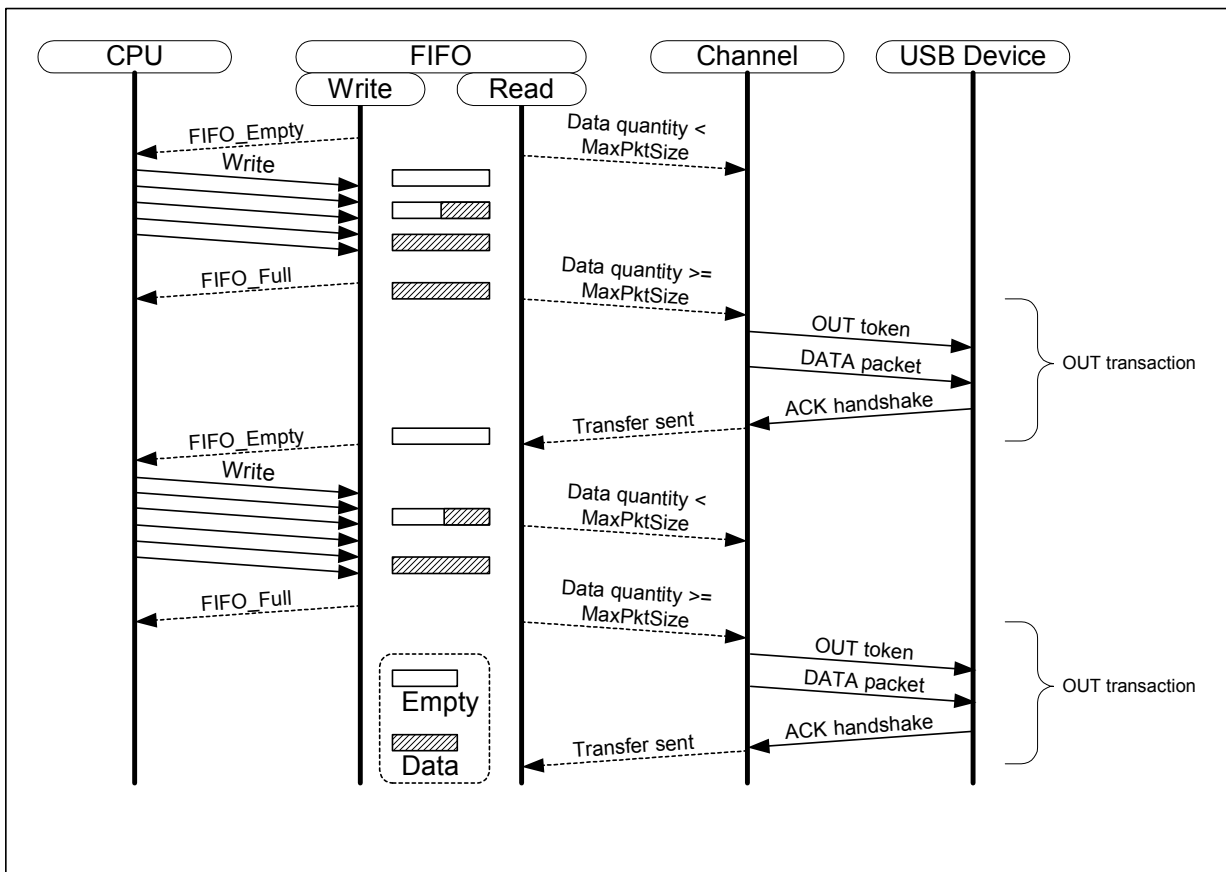 CPU
FIFO
Channel
USB Device
Write
Read
FIFO_Empty
Data quantity <
MaxPktSize
Write
FIFO_Full
Data quantity >=
MaxPktSize
OUT token
DATA packet
OUT transaction
ACK handshake
Transfer sent
FIFO_Empty
Write
Data quantity <
MaxPktSize
FIFO_Full
Data quantity >=
MaxPktSize
OUT token
DATA packet
OUT transaction
ACK handshake
Transfer sent
Empty
Data